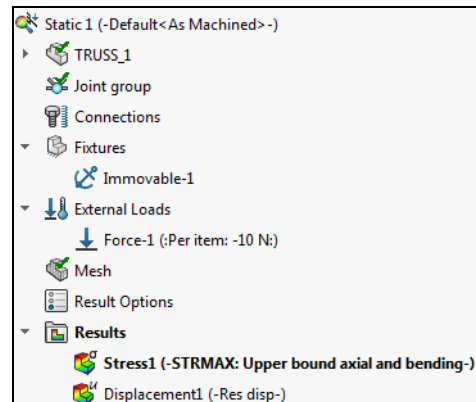 Static 1 (-Default<As Machined>-)
TRUSS_1
Joint group
Connections
Fixtures
Immovable-1
External Loads
Force-1 (:Per item: -10 N:)
Mesh
Result Options
Results
σ
Stress1 (-STRMAX: Upper bound axial and bending-)
u
Displacement1 (-Res disp-)